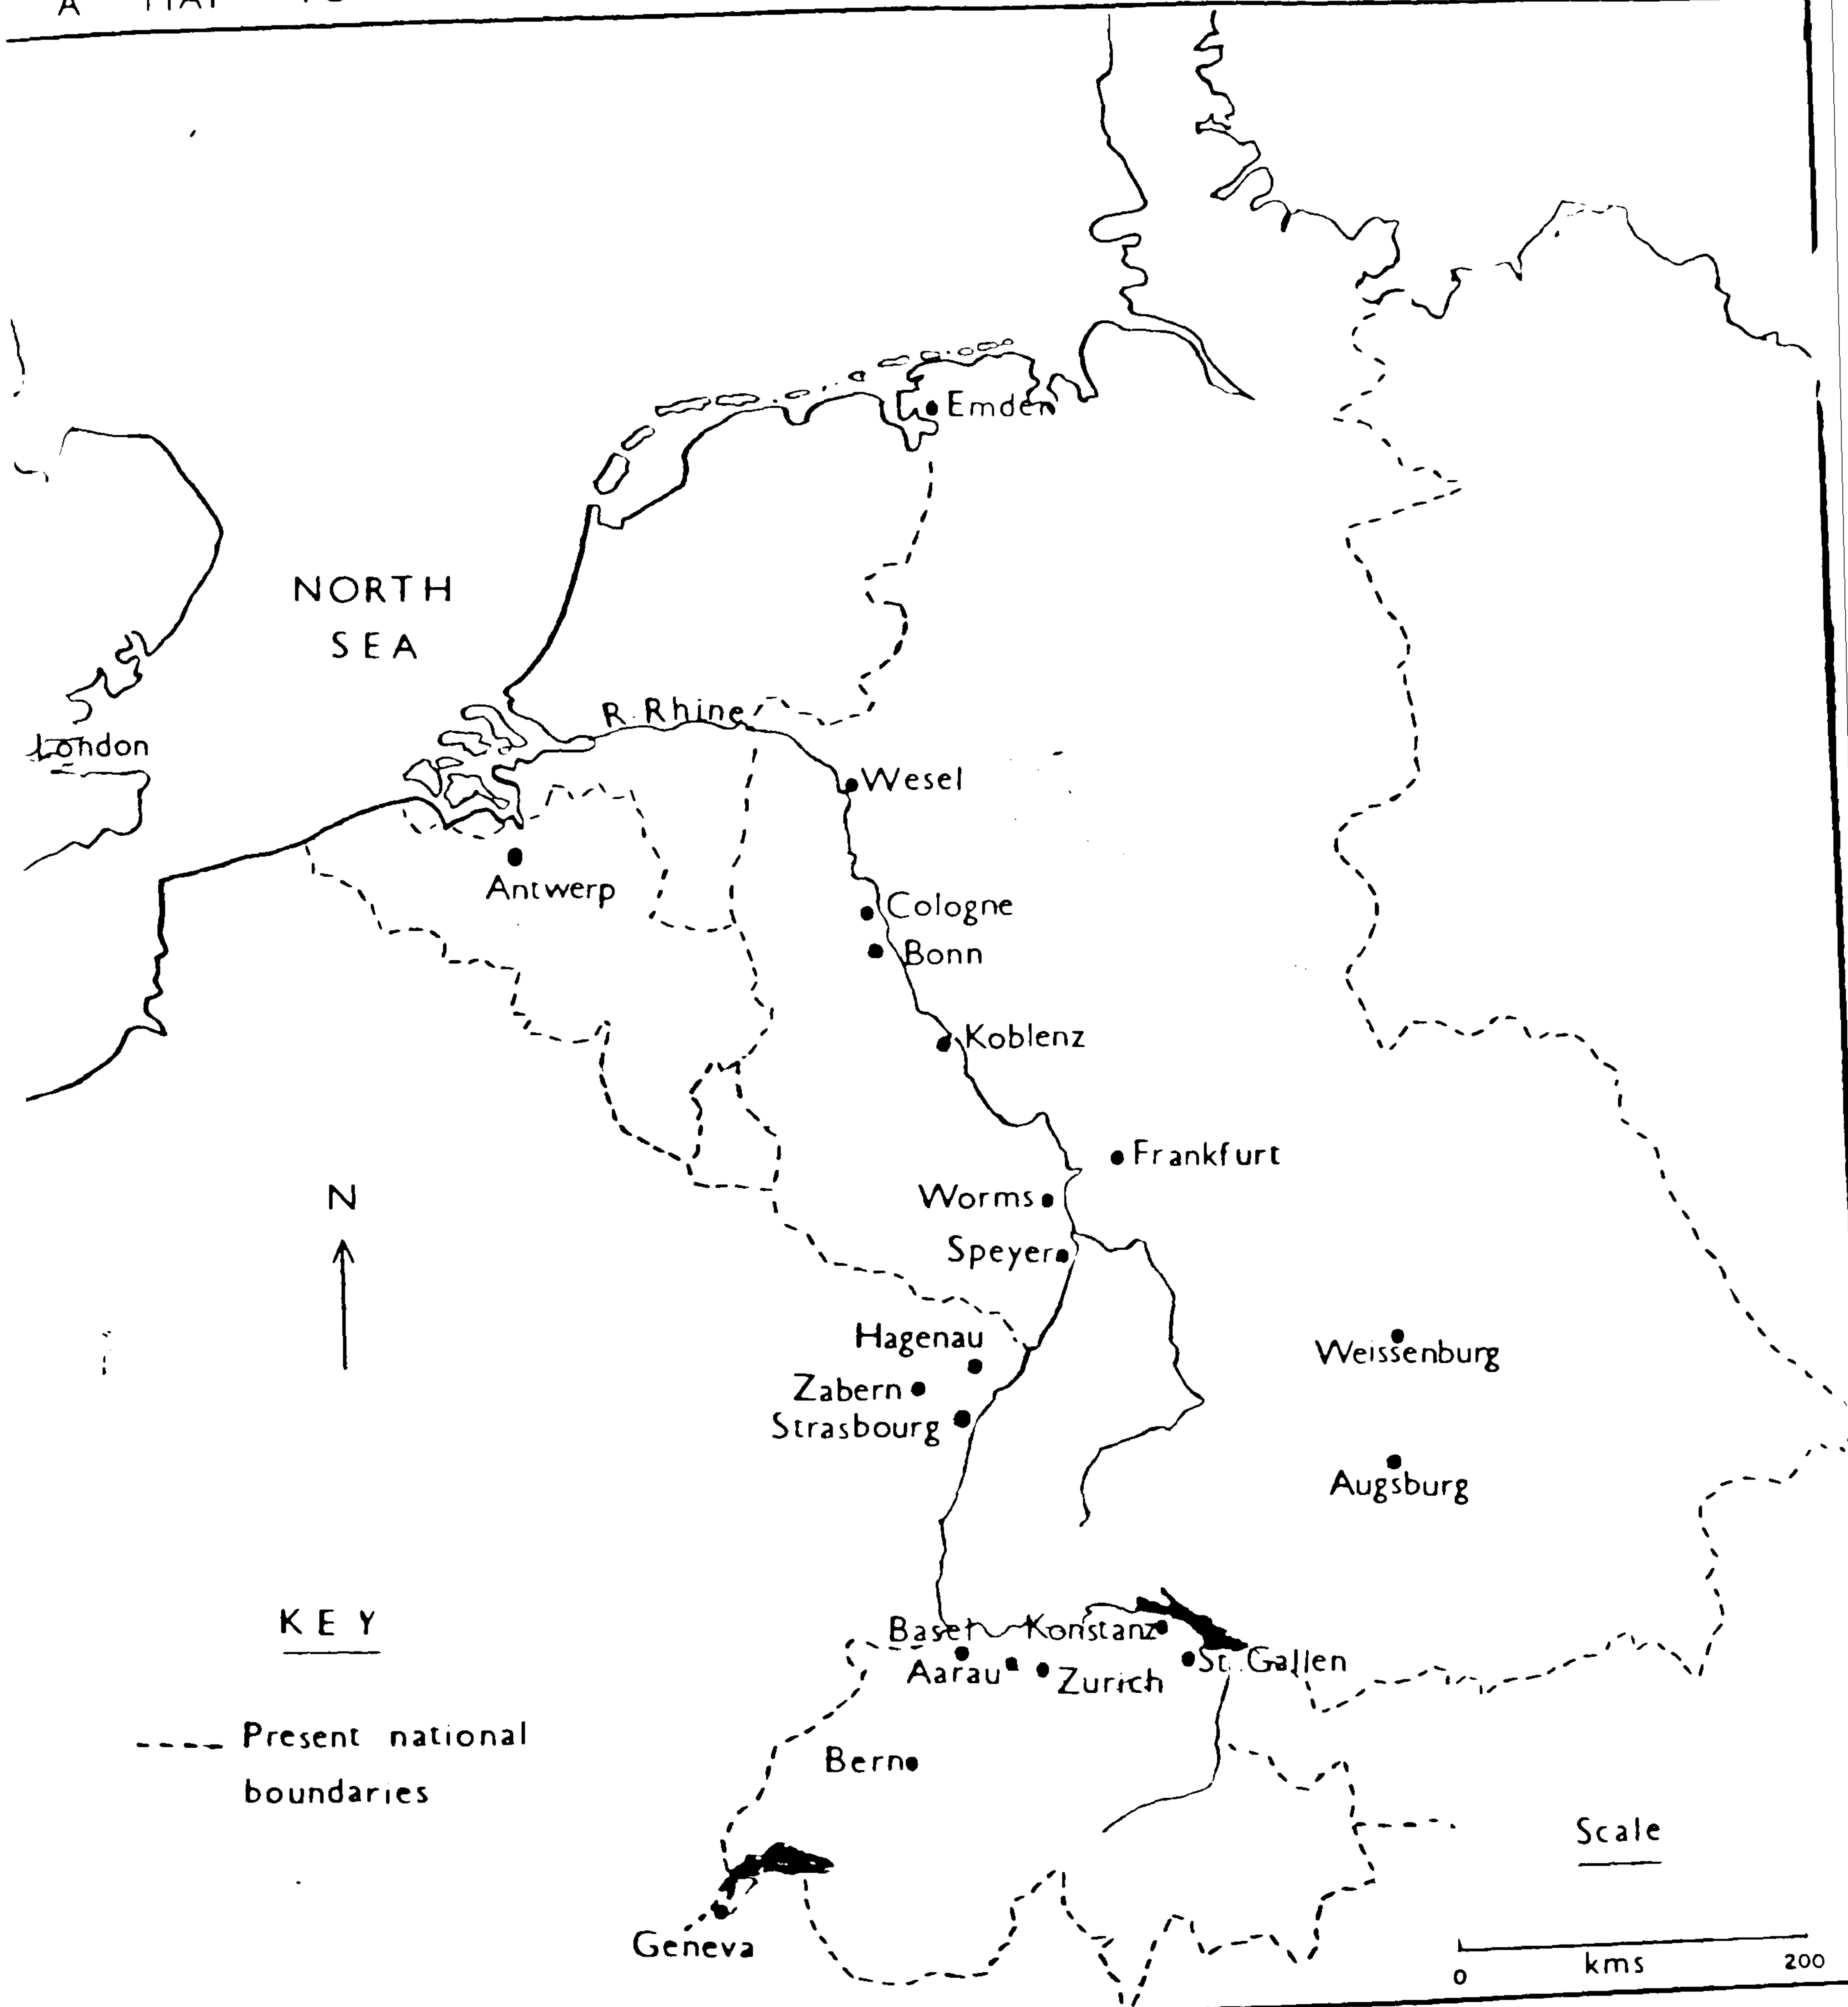 A MAP
Emden
NORTH
SEA
R. Rhine
London
Wesel
Antwerp
Cologne
Bonn
Koblenz
Frankfurt
N
Worms
Speyer
Hagenau
Weissenburg
Zabern
Strasbourg
Augsburg
KEY
Basel Konstanz
St. Gallen
Aarau Zurich
Present national
boundaries
Bern
Scale
Geneva
kms
0 200